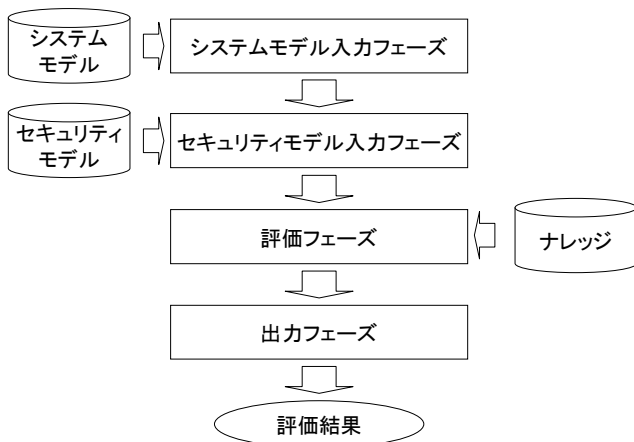 システム
モデル
システムモデル入力フェーズ
セキュリティ
モデル
セキュリティモデル入力フェーズ
評価フェーズ
ナレッジ
出力フェーズ
評価結果